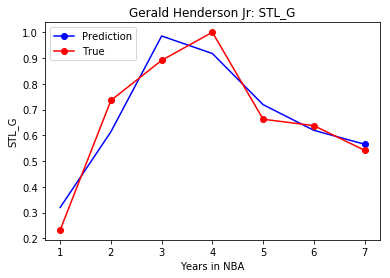 Gerald Henderson Jr: STL_G
Prediction
True
1.0
0.9
0.8
0.7
0.6
0.5
0.4
0.3
0.2
STL_G
1 2 3 4 5 6 7
Years in NBA